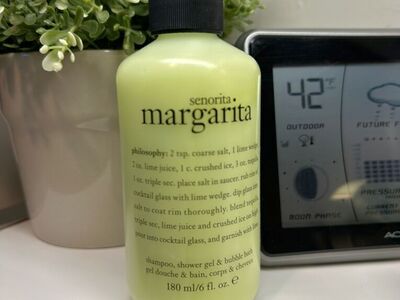 senorita
margarita
philosophy: 2 tsp. coarse salt, 1 lime wedge,
2 oz. lime juice, 1 c. crushed ice, 3 oz. tequila,
1 oz. triple sec. place salt in saucer. rub rim of
cocktail glass with lime wedge. dip glass into
salt to coat rim thoroughly. blend tequila,
triple sec, lime juice and crushed ice on high.
pour into cocktail glass, and garnish with lime.
shampoo, shower gel & bubble bath
gel douche & bain, corps & cheveux
180 ml/6 fl. oz. e
42°F
OUTDOOR
MOON PHASE
FUTURE
PRESSURE
CURRENT
PRESSURE